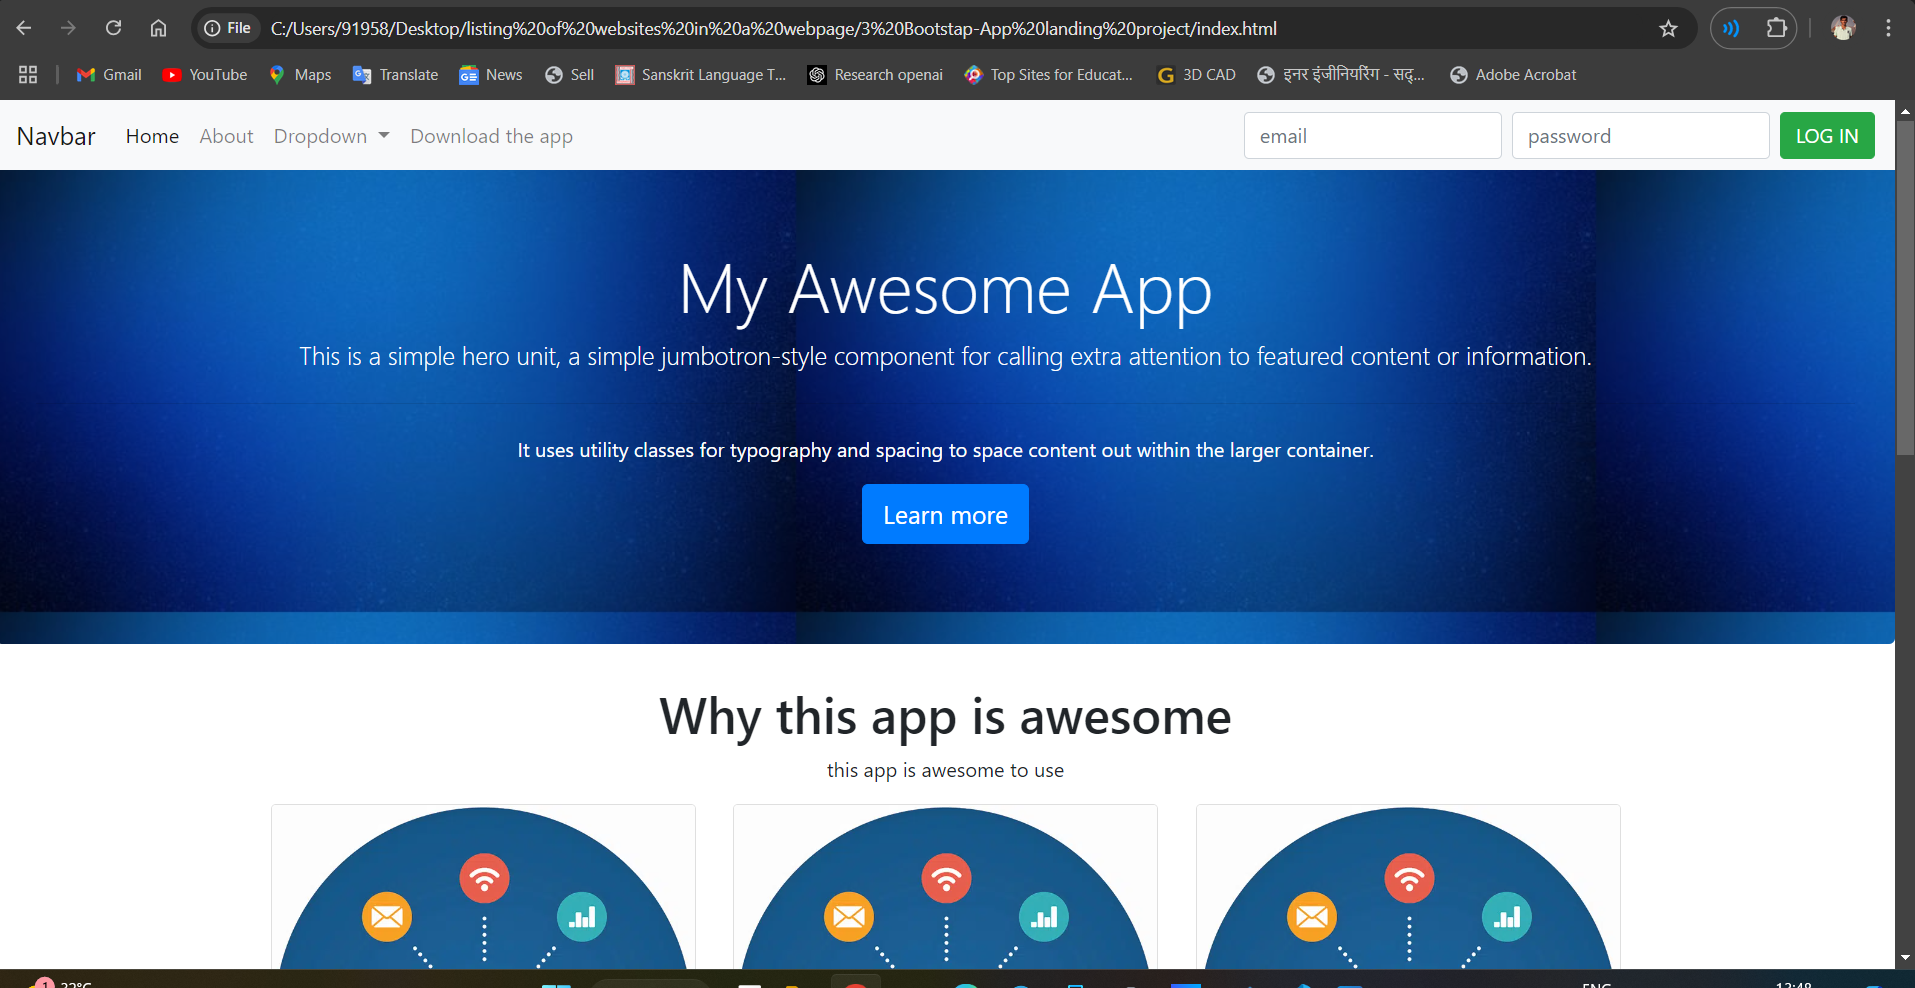 File C:/Users/91958/Desktop/listing%20of%20websites%20in%20a%20webpage/3%20Bootstap-App%20landing%20project/index.html
Gmail YouTube Maps Translate News Sell Sanskrit Language T... Research openai Top Sites for Educat... 3D CAD इनर इंजीनियरिंग - सद्... Adobe Acrobat
Navbar Home About Dropdown Download the app email password LOG IN
My Awesome App
This is a simple hero unit, a simple jumbotron-style component for calling extra attention to featured content or information.
It uses utility classes for typography and spacing to space content out within the larger container.
Learn more
Why this app is awesome
this app is awesome to use